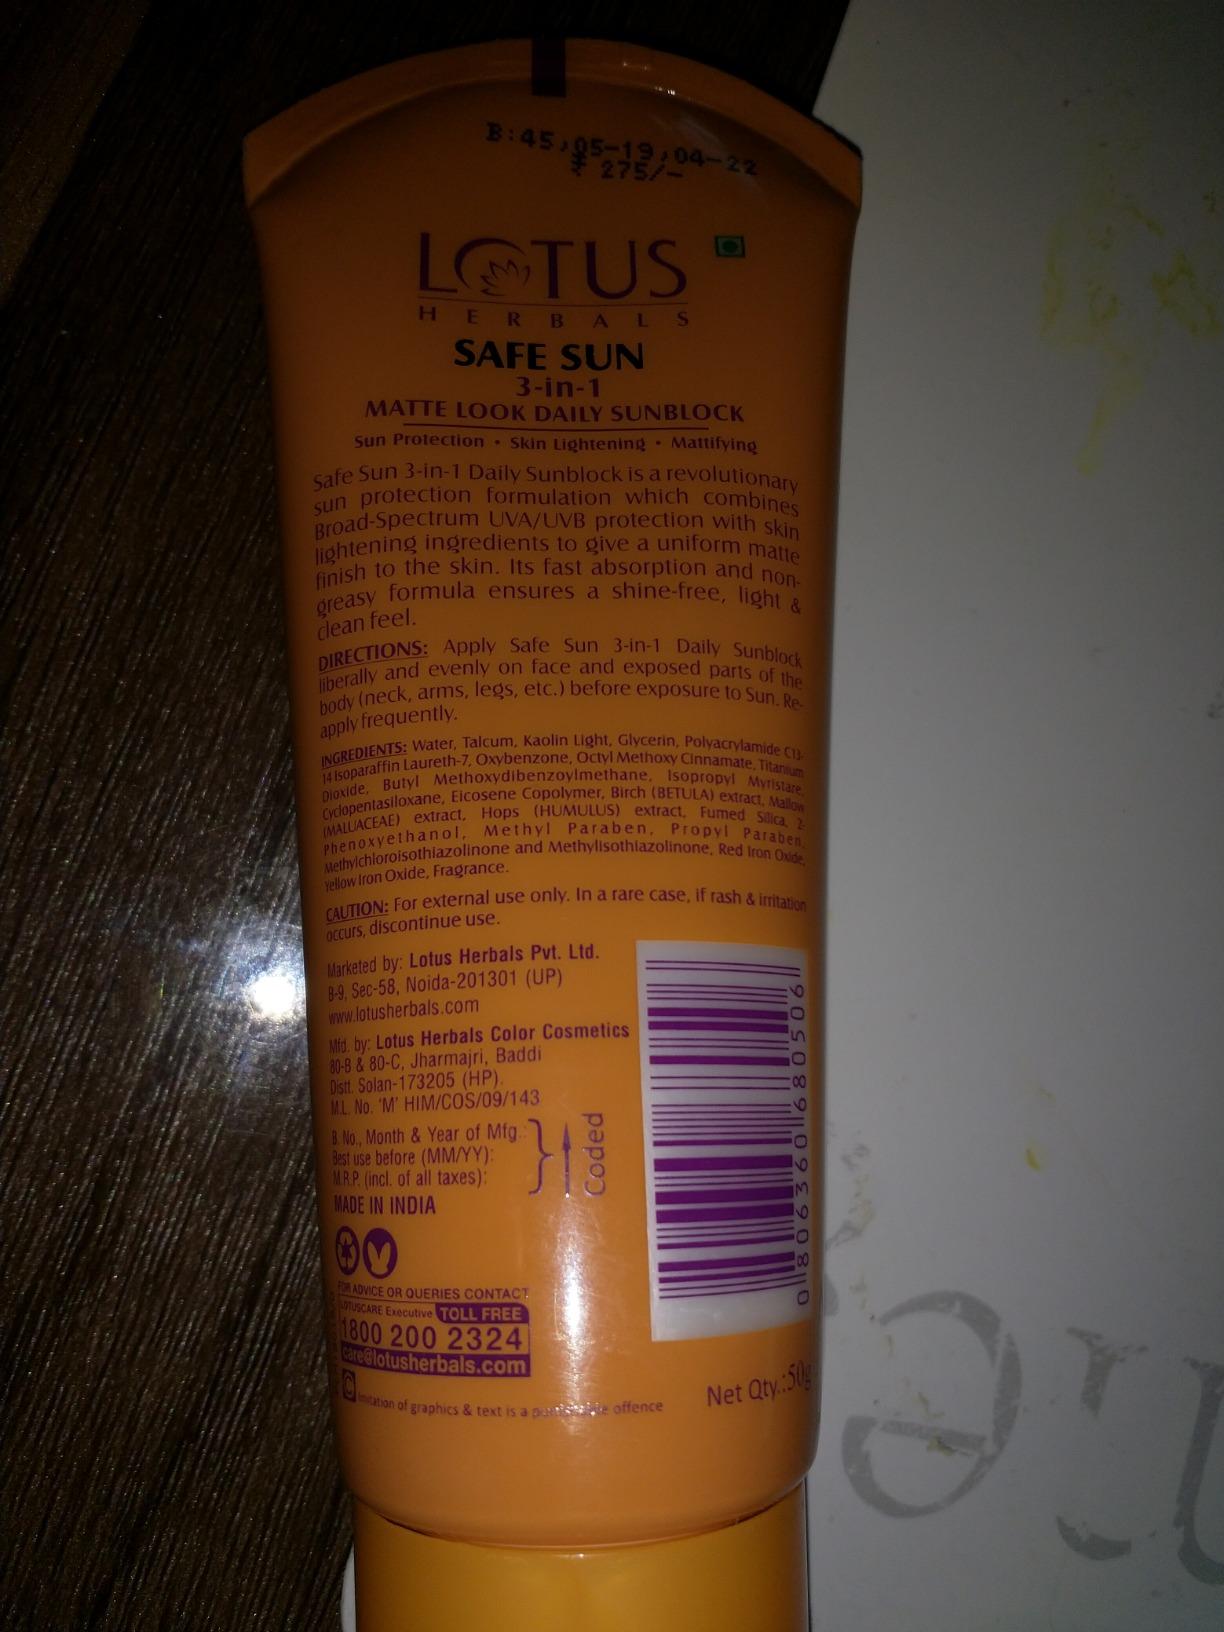 B:45,05-19,04-22
₹ 275/-
LOTUS
HERBALS
SAFE SUN
3-in-1
MATTE LOOK DAILY SUNBLOCK
Sun Protection • Skin Lightening • Mattifying
Safe Sun 3-in-1 Daily Sunblock is a revolutionary
sun protection formulation which combines
Broad-Spectrum UVA/UVB protection with skin
lightening ingredients to give a uniform matte
finish to the skin. Its fast absorption and non-
greasy formula ensures a shine-free, light &
clean feel.
DIRECTIONS: Apply Safe Sun 3-in-1 Daily Sunblock
liberally and evenly on face and exposed parts of the
body (neck, arms, legs, etc.) before exposure to Sun. Re-
apply frequently.
INGREDIENTS: Water, Talcum, Kaolin Light, Glycerin, Polyacrylamide C13-
14 Isoparaffin Laureth-7, Oxybenzone, Octyl Methoxy Cinnamate, Titanium
Dioxide, Butyl Methoxydibenzoylmethane, Isopropyl Myristare,
Cyclopentasiloxane, Eicosene Copolymer, Birch (BETULA) extract, Mallow
(MALUACEAE) extract, Hops (HUMULUS) extract, Fumed Silica, 2-
Phenoxyethanol, Methyl Paraben, Propyl Paraben,
Methylchloroisothiazolinone and Methylisothiazolinone, Red Iron Oxide,
Yellow Iron Oxide, Fragrance.
CAUTION: For external use only. In a rare case, if rash & irritation
occurs, discontinue use.
Marketed by: Lotus Herbals Pvt. Ltd.
B-9, Sec-58, Noida-201301 (UP)
www.lotusherbals.com
Mfd. by: Lotus Herbals Color Cosmetics
80-B & 80-C, Jharmajri, Baddi
Distt. Solan-173205 (HP).
M.L. No. 'M' HIM/COS/09/143
B. No., Month & Year of Mfg.:
Best use before (MM/YY):
M.R.P. (incl. of all taxes):
Coded
MADE IN INDIA
0 806360 680506
FOR ADVICE OR QUERIES CONTACT
LOTUSCARE Executive TOLL FREE
1800 200 2324
care@lotusherbals.com
Imitation of graphics & text is a punishable offence
Net Qty.:50g